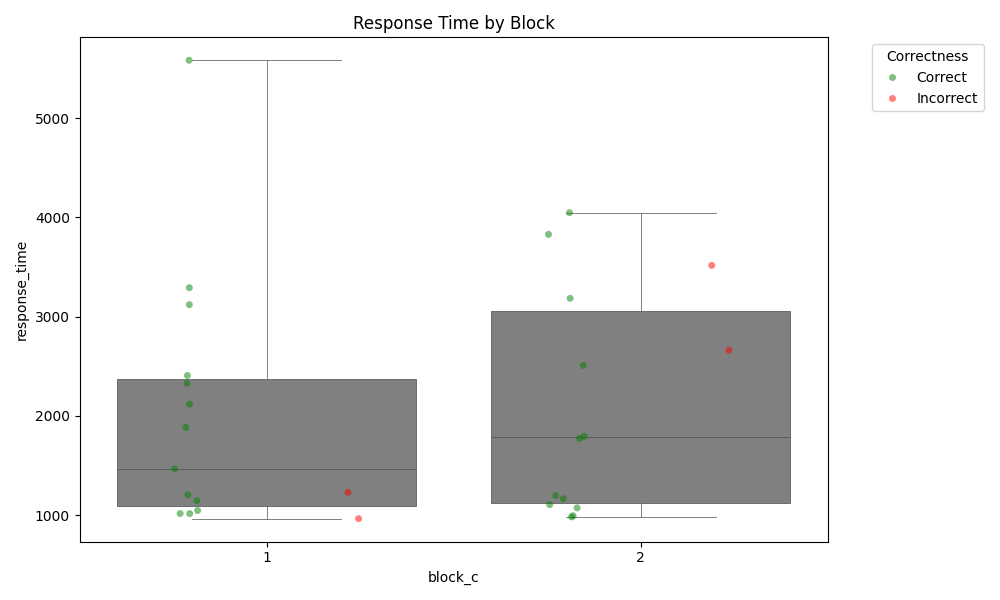 Response Time by Block
Correctness
Correct
Incorrect
5000
4000
3000
2000
1000
response_time
1
2
block_c